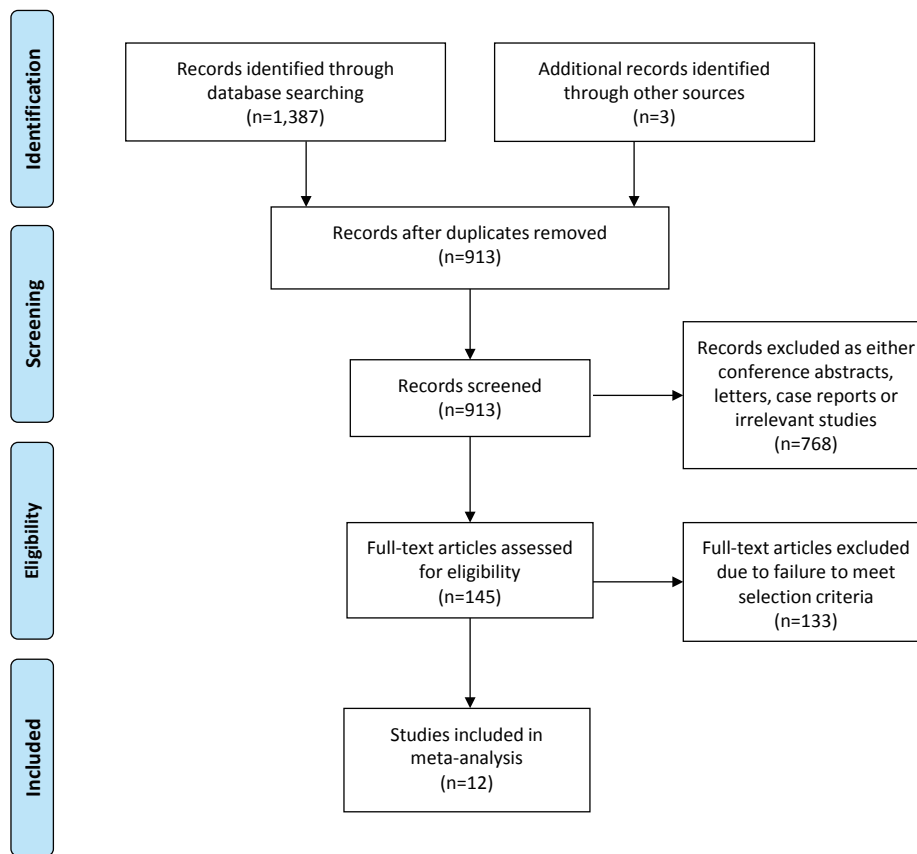 Identification
Records identified through
database searching
(n=1,387)
Additional records identified
through other sources
(n=3)
Screening
Records after duplicates removed
(n=913)
Records screened
(n=913)
Records excluded as either
conference abstracts,
letters, case reports or
irrelevant studies
(n=768)
Eligibility
Full-text articles assessed
for eligibility
(n=145)
Full-text articles excluded
due to failure to meet
selection criteria
(n=133)
Included
Studies included in
meta-analysis
(n=12)